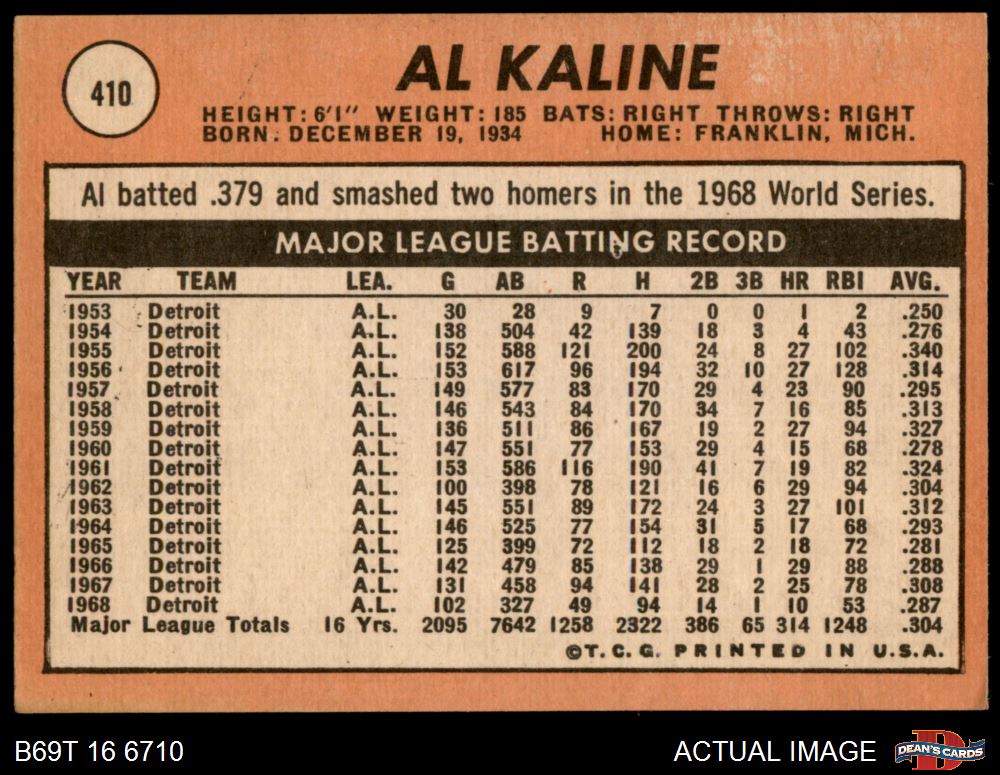 410
AL KALINE
HEIGHT: 6'1" WEIGHT: 185 BATS: RIGHT THROWS: RIGHT
BORN: DECEMBER 19, 1934 HOME: FRANKLIN, MICH.
Al batted .379 and smashed two homers in the 1968 World Series.
MAJOR LEAGUE BATTING RECORD
YEAR TEAM LEA. G AB R H 2B 3B HR RBI AVG.
1953 Detroit A.L. 30 28 9 7 0 0 1 2 .250
1954 Detroit A.L. 138 504 42 139 18 3 4 43 .276
1955 Detroit A.L. 152 588 121 200 24 8 27 102 .340
1956 Detroit A.L. 153 617 96 194 32 10 27 128 .314
1957 Detroit A.L. 149 577 83 170 29 4 23 90 .295
1958 Detroit A.L. 146 543 84 170 34 7 16 85 .313
1959 Detroit A.L. 136 511 86 167 19 2 27 94 .327
1960 Detroit A.L. 147 551 77 153 29 4 15 68 .278
1961 Detroit A.L. 153 586 116 190 41 7 19 82 .324
1962 Detroit A.L. 100 398 78 121 16 6 29 94 .304
1963 Detroit A.L. 145 551 89 172 24 3 27 101 .312
1964 Detroit A.L. 146 525 77 154 31 5 17 68 .293
1965 Detroit A.L. 125 399 72 112 18 2 18 72 .281
1966 Detroit A.L. 142 479 85 138 29 1 29 88 .288
1967 Detroit A.L. 131 458 94 141 28 2 25 78 .308
1968 Detroit A.L. 102 327 49 94 14 1 10 53 .287
Major League Totals 16 Yrs. 2095 7642 1258 2322 386 65 314 1248 .304
©T.C.G. PRINTED IN U.S.A.
B69T 16 6710 ACTUAL IMAGE DEAN'S CARDS